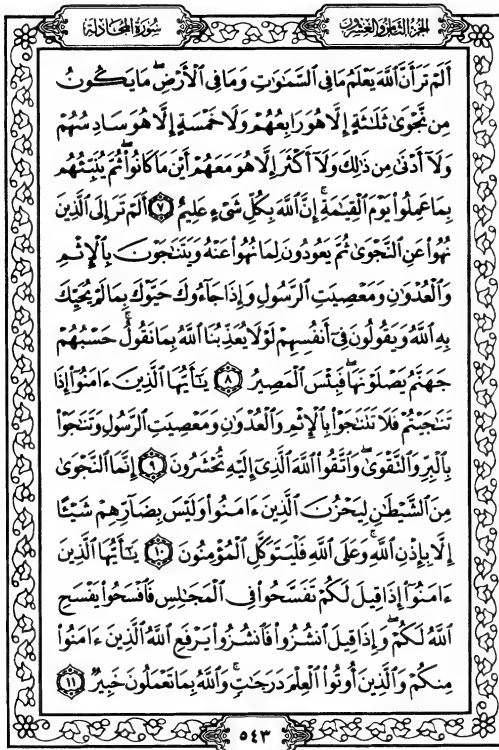 الجزء الثامن والعشرون
سورة المجادلة
أَلَمْ تَرَ أَنَّ ٱللَّهَ يَعْلَمُ مَا فِي ٱلسَّمَٰوَٰتِ وَمَا فِي ٱلْأَرْضِۖ مَا يَكُونُ
مِن نَّجْوَىٰ ثَلَٰثَةٍ إِلَّا هُوَ رَابِعُهُمْ وَلَا خَمْسَةٍ إِلَّا هُوَ سَادِسُهُمْ
وَلَآ أَدْنَىٰ مِن ذَٰلِكَ وَلَآ أَكْثَرَ إِلَّا هُوَ مَعَهُمْ أَيْنَ مَا كَانُوا۟ۖ ثُمَّ يُنَبِّئُهُم
بِمَا عَمِلُوا۟ يَوْمَ ٱلْقِيَٰمَةِۚ إِنَّ ٱللَّهَ بِكُلِّ شَىْءٍ عَلِيمٌ ٧ أَلَمْ تَرَ إِلَى ٱلَّذِينَ
نُهُوا۟ عَنِ ٱلنَّجْوَىٰ ثُمَّ يَعُودُونَ لِمَا نُهُوا۟ عَنْهُ وَيَتَنَٰجَوْنَ بِٱلْإِثْمِ
وَٱلْعُدْوَٰنِ وَمَعْصِيَتِ ٱلرَّسُولِ وَإِذَا جَآءُوكَ حَيَّوْكَ بِمَا لَمْ يُحَيِّكَ
بِهِ ٱللَّهُ وَيَقُولُونَ فِىٓ أَنفُسِهِمْ لَوْلَا يُعَذِّبُنَا ٱللَّهُ بِمَا نَقُولُۚ حَسْبُهُمْ
جَهَنَّمُ يَصْلَوْنَهَاۖ فَبِئْسَ ٱلْمَصِيرُ ٨ يَٰٓأَيُّهَا ٱلَّذِينَ ءَامَنُوٓا۟ إِذَا
تَنَٰجَيْتُمْ فَلَا تَتَنَٰجَوْا۟ بِٱلْإِثْمِ وَٱلْعُدْوَٰنِ وَمَعْصِيَتِ ٱلرَّسُولِ وَتَنَٰجَوْا۟
بِٱلْبِرِّ وَٱلتَّقْوَىٰۖ وَٱتَّقُوا۟ ٱللَّهَ ٱلَّذِىٓ إِلَيْهِ تُحْشَرُونَ ٩ إِنَّمَا ٱلنَّجْوَىٰ
مِنَ ٱلشَّيْطَٰنِ لِيَحْزُنَ ٱلَّذِينَ ءَامَنُوا۟ وَلَيْسَ بِضَآرِّهِمْ شَيْـًٔا
إِلَّا بِإِذْنِ ٱللَّهِۚ وَعَلَى ٱللَّهِ فَلْيَتَوَكَّلِ ٱلْمُؤْمِنُونَ ١٠ يَٰٓأَيُّهَا ٱلَّذِينَ
ءَامَنُوٓا۟ إِذَا قِيلَ لَكُمْ تَفَسَّحُوا۟ فِى ٱلْمَجَٰلِسِ فَٱفْسَحُوا۟ يَفْسَحِ
ٱللَّهُ لَكُمْۖ وَإِذَا قِيلَ ٱنشُزُوا۟ فَٱنشُزُوا۟ يَرْفَعِ ٱللَّهُ ٱلَّذِينَ ءَامَنُوا۟
مِنكُمْ وَٱلَّذِينَ أُوتُوا۟ ٱلْعِلْمَ دَرَجَٰتٍۚ وَٱللَّهُ بِمَا تَعْمَلُونَ خَبِيرٌ ١١
٥٤٣